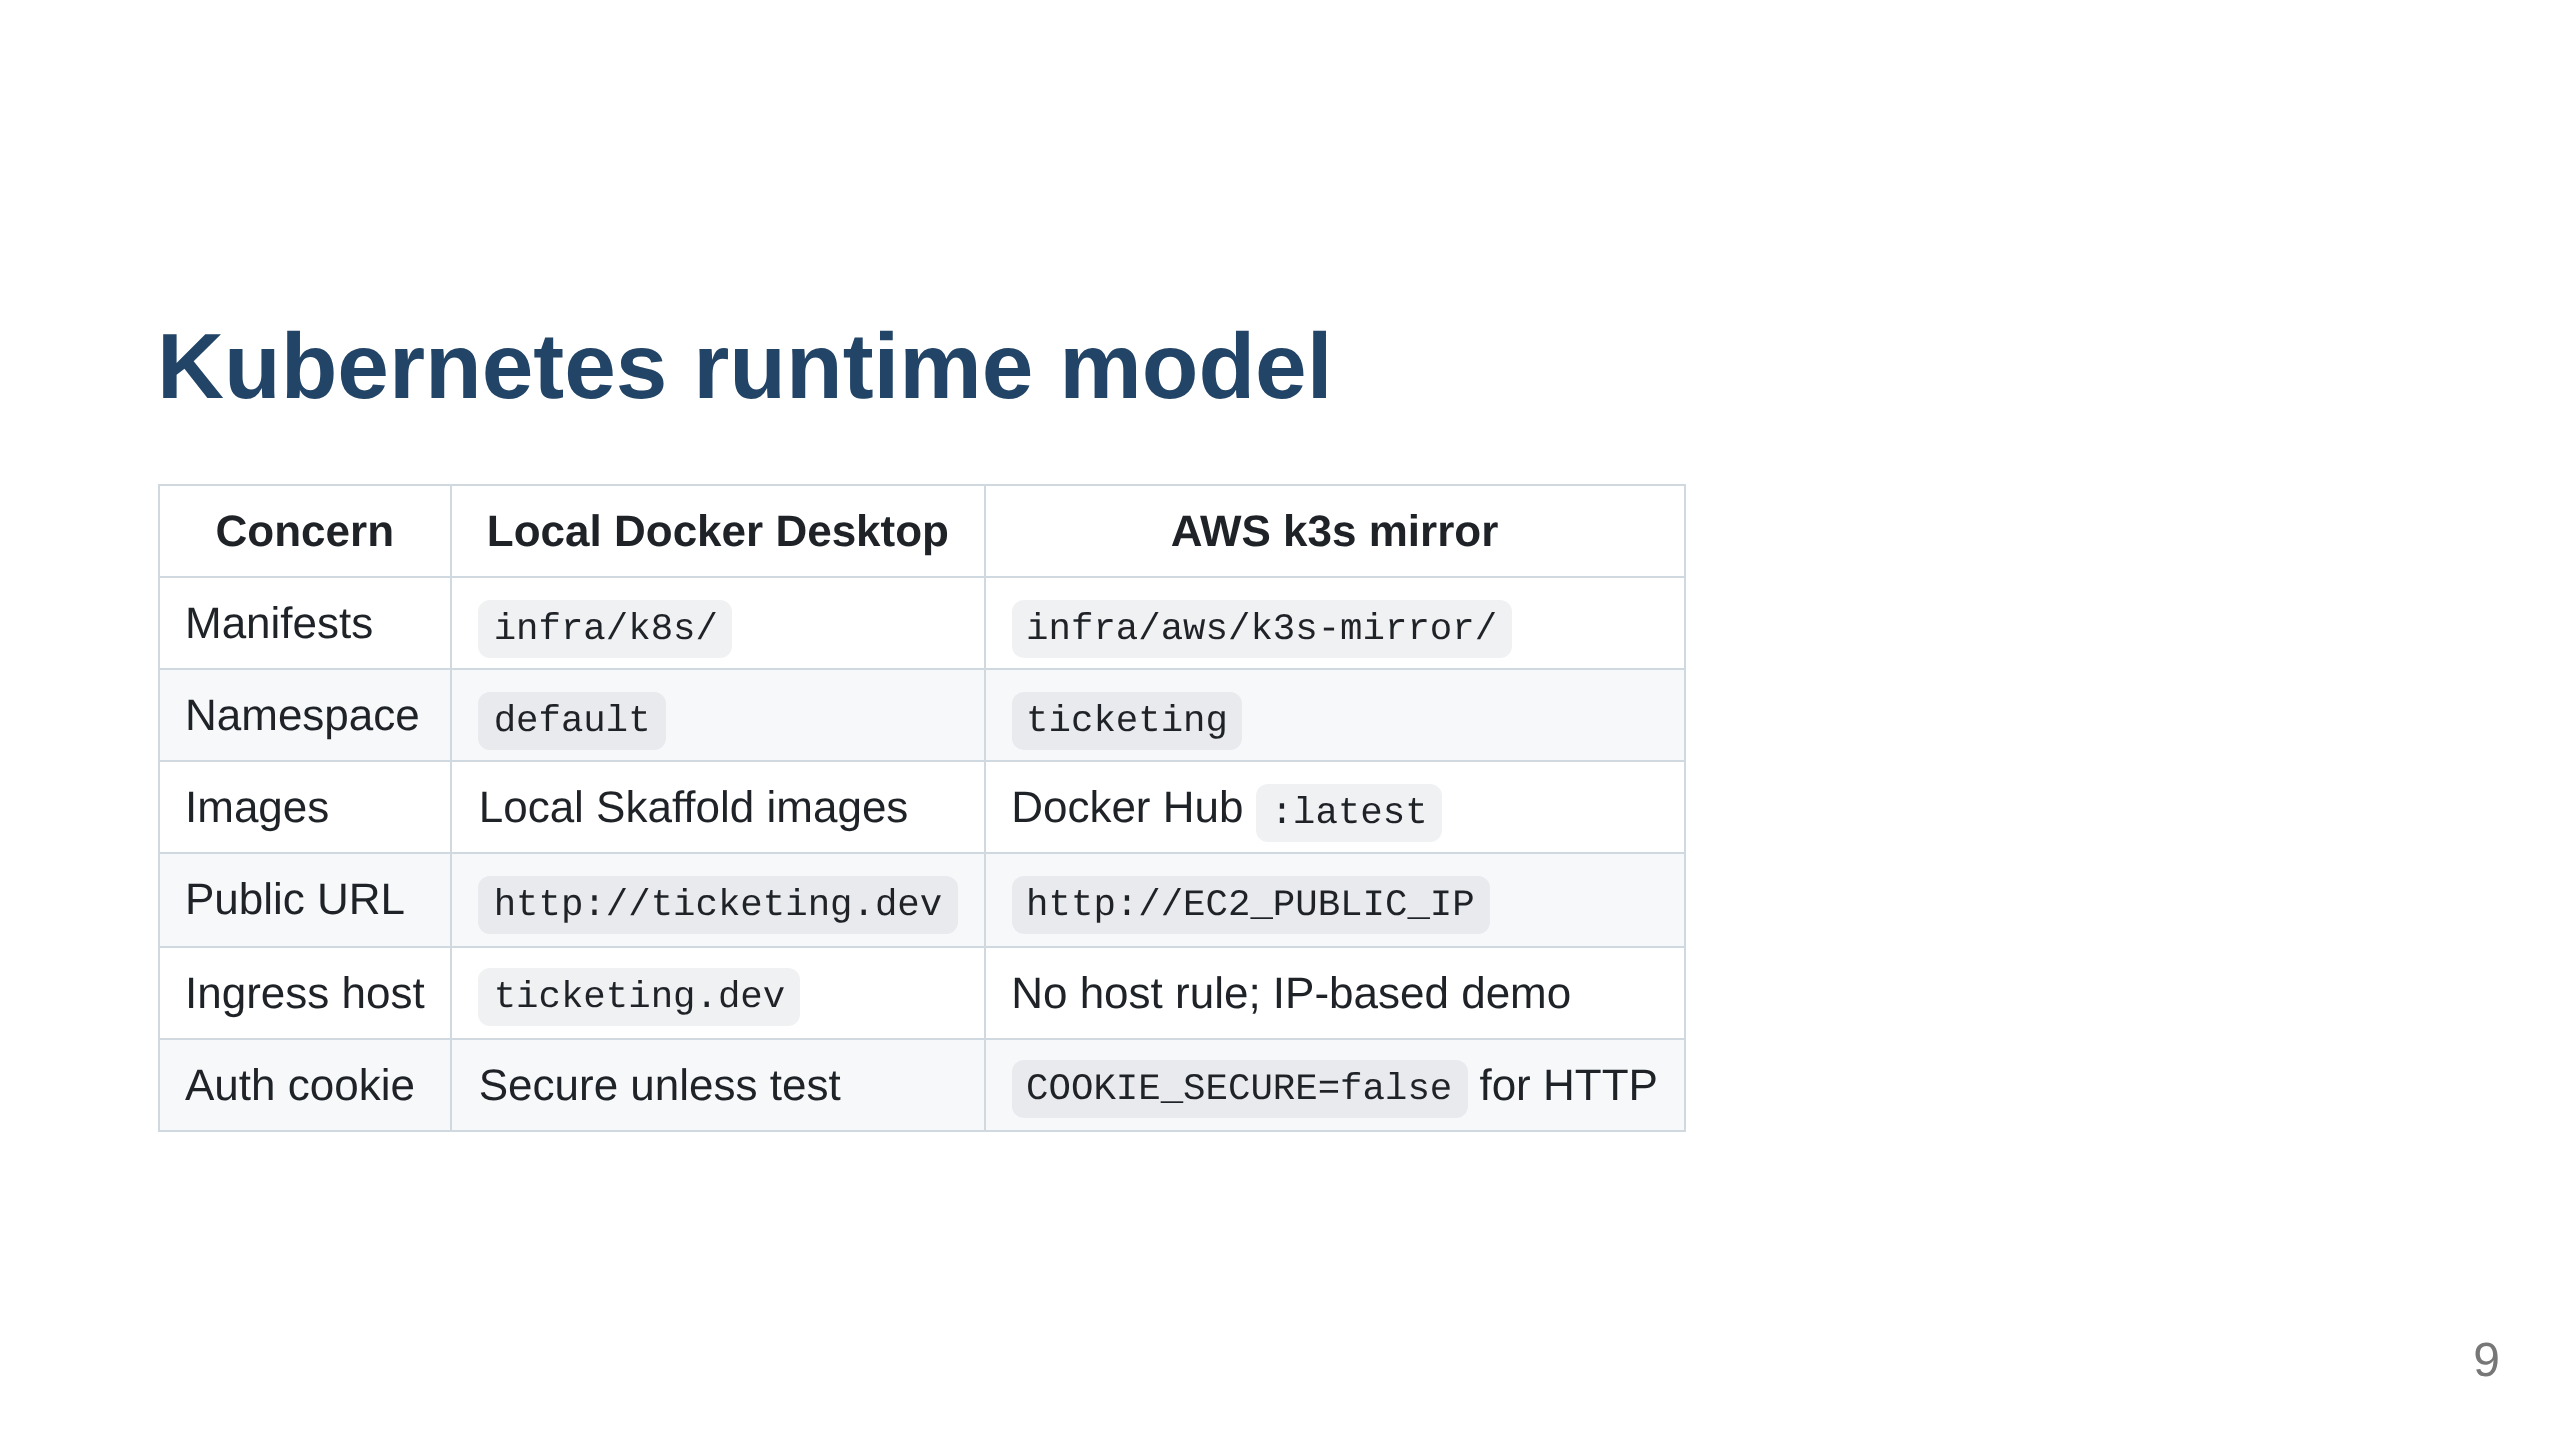 Kubernetes runtime model
Concern Local Docker Desktop AWS k3s mirror
Manifests infra/k8s/ infra/aws/k3s-mirror/
Namespace default ticketing
Images Local Skaffold images Docker Hub :latest
Public URL http://ticketing.dev http://EC2_PUBLIC_IP
Ingress host ticketing.dev No host rule; IP-based demo
Auth cookie Secure unless test COOKIE_SECURE=false for HTTP
9